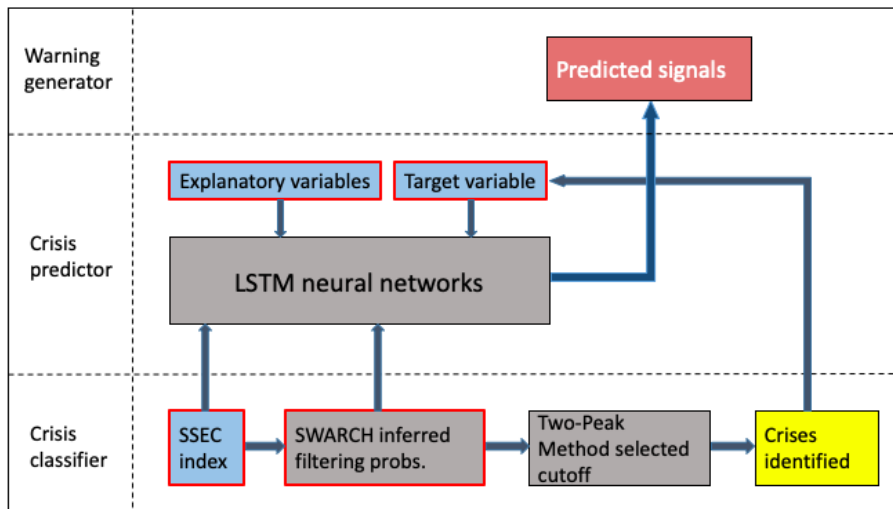 Warning
generator
Predicted signals
Explanatory variables
Target variable
Crisis
predictor
LSTM neural networks
Crisis
classifier
SSEC
index
SWARCH inferred
filtering probs.
Two-Peak
Method selected
cutoff
Crises
identified